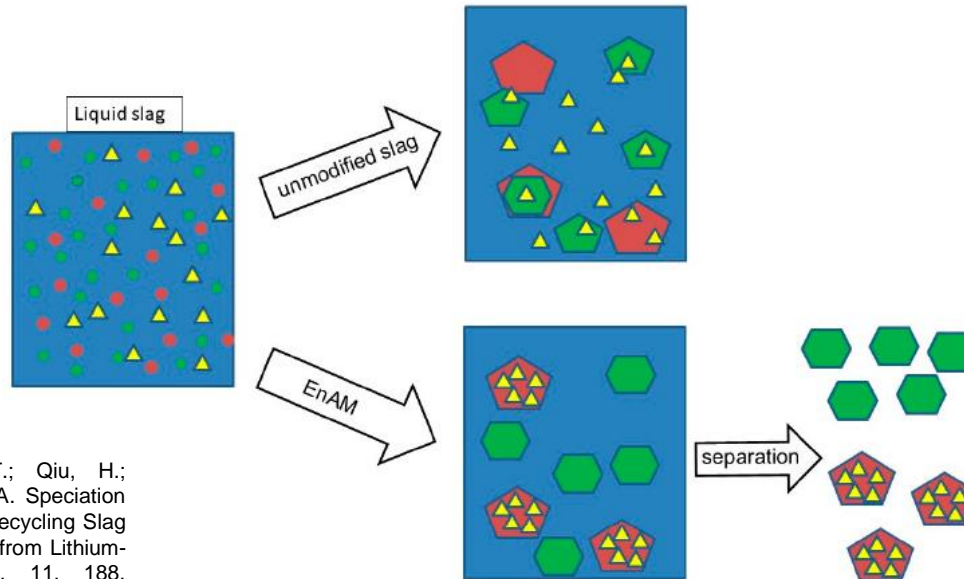 Liquid slag
unmodified slag
EnAM
separation
T.; Qiu, H.;
A. Speciation
ecycling Slag
from Lithium-
11, 188.